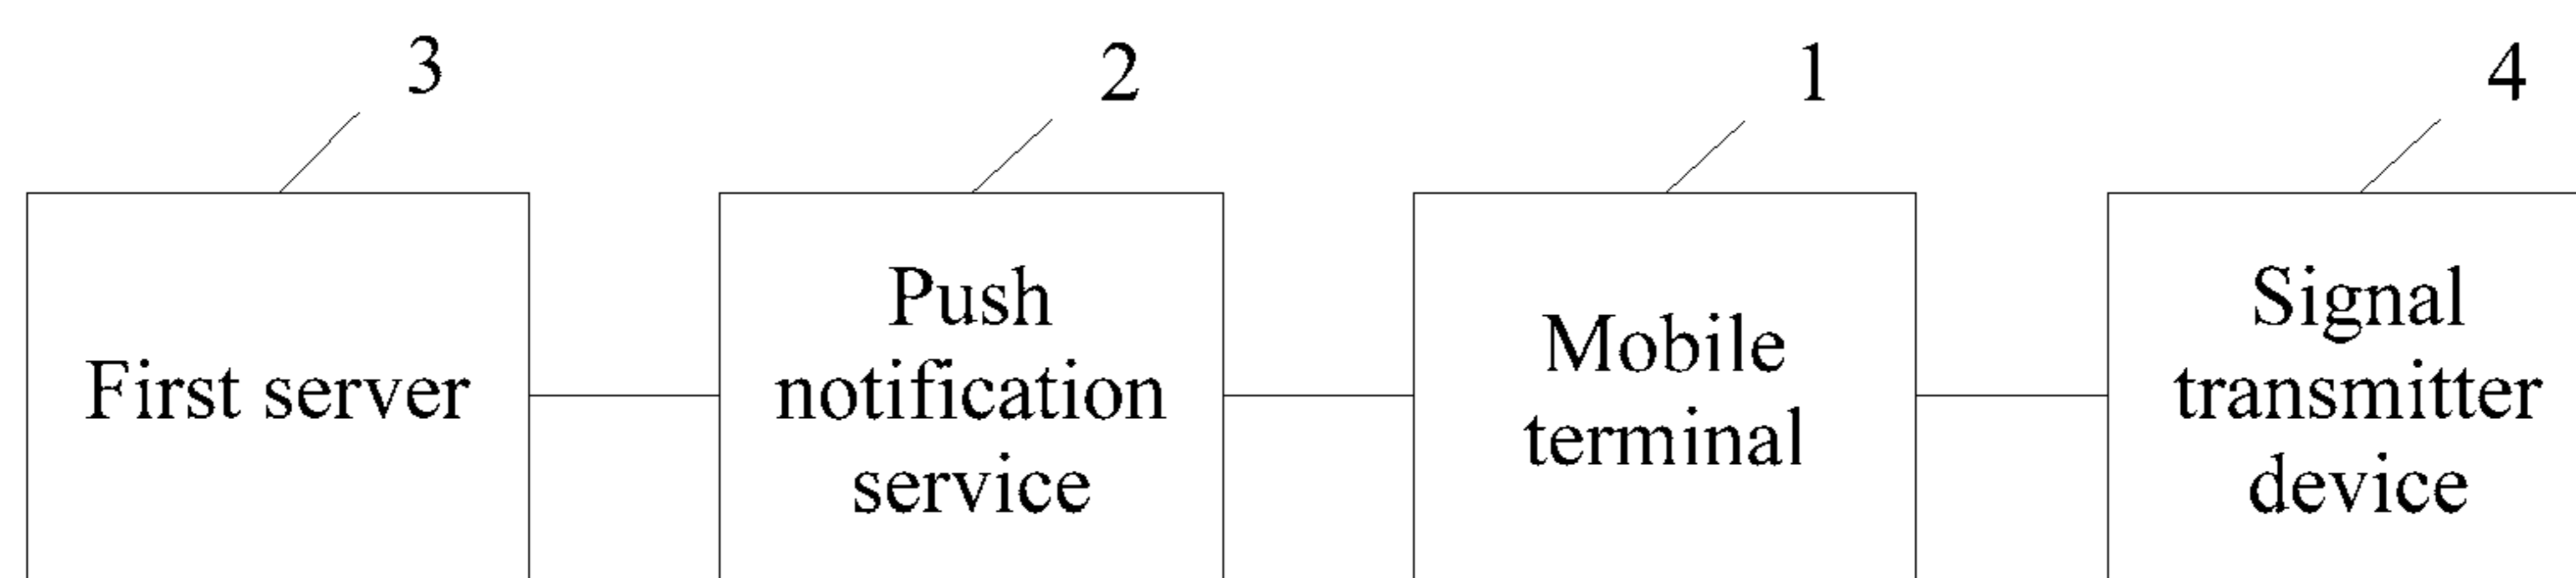 3
2
1
4
First server
Push
notification
service
Mobile
terminal
Signal
transmitter
device